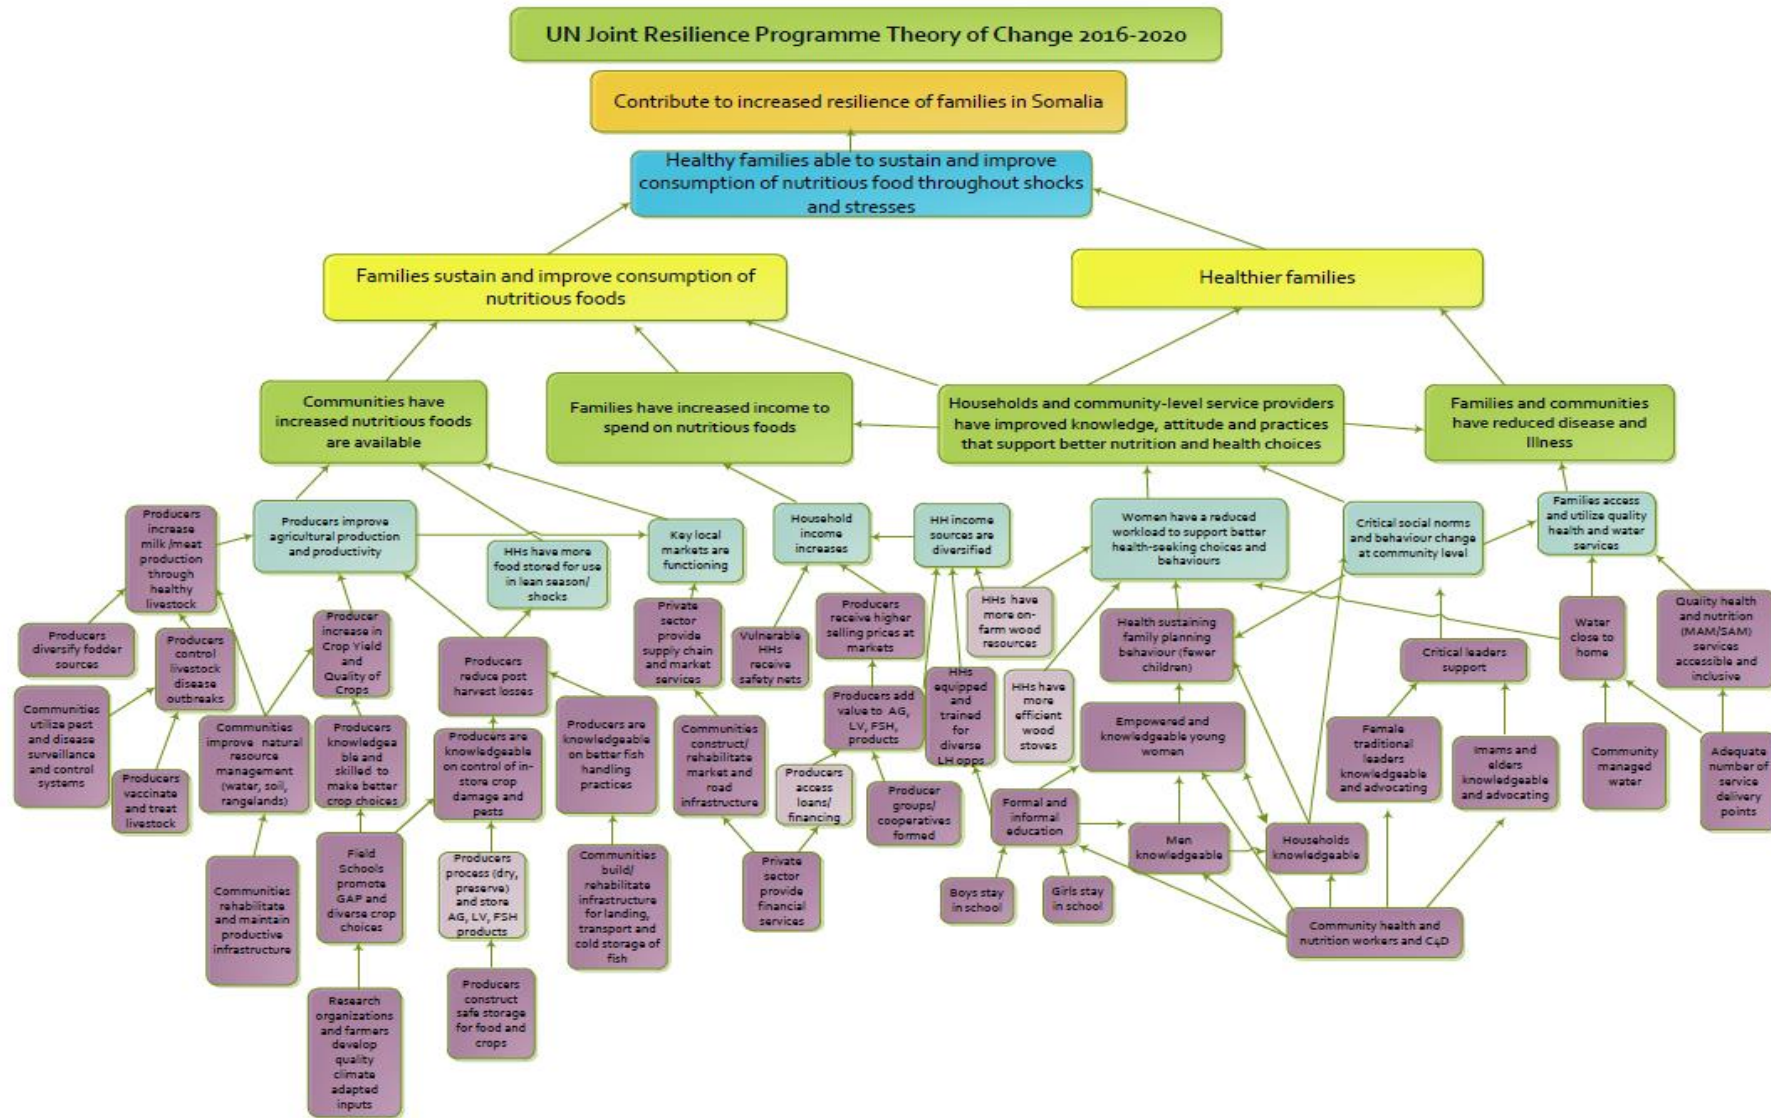 UN Joint Resilience Programme Theory of Change 2016-2020
Contribute to increased resilience of families in Somalia
Healthy families able to sustain and improve
consumption of nutritious food throughout shocks
and stresses
Families sustain and improve consumption of
nutritious foods
Healthier families
Communities have
increased nutritious foods
are available
Families have increased income to
spend on nutritious foods
Households and community-level service providers
have improved knowledge, attitude and practices
that support better nutrition and health choices
Families and communities
have reduced disease and
Illness
Producers
increase
milk /meat
production
through
healthy
livestock
Producers improve
agricultural production
and productivity
HHs have more
food stored for use
in lean season/
shocks
Key local
markets are
functioning
Household
income
increases
HH income
sources are
diversified
Women have a reduced
workload to support better
health-seeking choices and
behaviours
Critical social norms
and behaviour change
at community level
Families access
and utilize quality
health and water
services
Producers
diversify fodder
sources
Producers
control
livestock
disease
outbreaks
Producer
increase in
Crop Yield
and
Quality of
Crops
Producers
reduce post
harvest losses
Private
sector
provide
supply chain
and market
services
Vulnerable
HHs
receive
safety nets
Producers
receive higher
selling prices at
markets
HHs have
more on-
farm wood
resources
Health sustaining
family planning
behaviour (fewer
children)
Critical leaders
support
Water
close to
home
Quality health
and nutrition
(MAM/SAM)
services
accessible and
inclusive
Communities
utilize pest
and disease
surveillance
and control
systems
Producers
vaccinate
and treat
livestock
Communities
improve natural
resource
management
(water, soil,
rangelands)
Producers
knowledgea
ble and
skilled to
make better
crop choices
Producers are
knowledgeable
on control of in-
store crop
damage and
pests
Producers are
knowledgeable
on better fish
handling
practices
Communities
construct/
rehabilitate
market and
road
infrastructure
Producers add
value to AG,
LV, FSH,
products
HHs
equipped
and
trained
for
diverse
LH opps
HHs have
more
efficient
wood
stoves
Empowered and
knowledgeable young
women
Female
traditional
leaders
knowledgeable
and advocating
Imams and
elders
knowledgeable
and advocating
Community
managed
water
Adequate
number of
service
delivery
points
Producers
access
loans/
financing
Producer
groups/
cooperatives
formed
Formal and
informal
education
Men
knowledgeable
Households
knowledgeable
Communities
rehabilitate
and maintain
productive
infrastructure
Field
Schools
promote
GAP and
diverse crop
choices
Producers
process (dry,
preserve)
and store
AG, LV, FSH
products
Communities
build/
rehabilitate
infrastructure
for landing,
transport and
cold storage of
fish
Private
sector
provide
financial
services
Boys stay
in school
Girls stay
in school
Community health and
nutrition workers and C4D
Research
organizations
and farmers
develop
quality
climate
adapted
inputs
Producers
construct
safe storage
for food and
crops